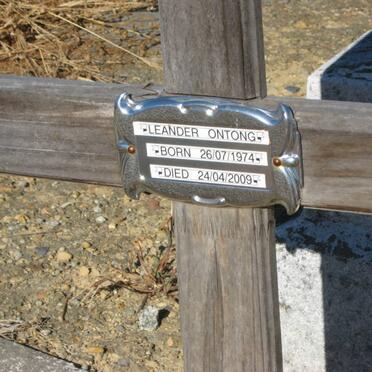 LEANDER ONTONG
BORN 26/07/1974
DIED 24/04/2009